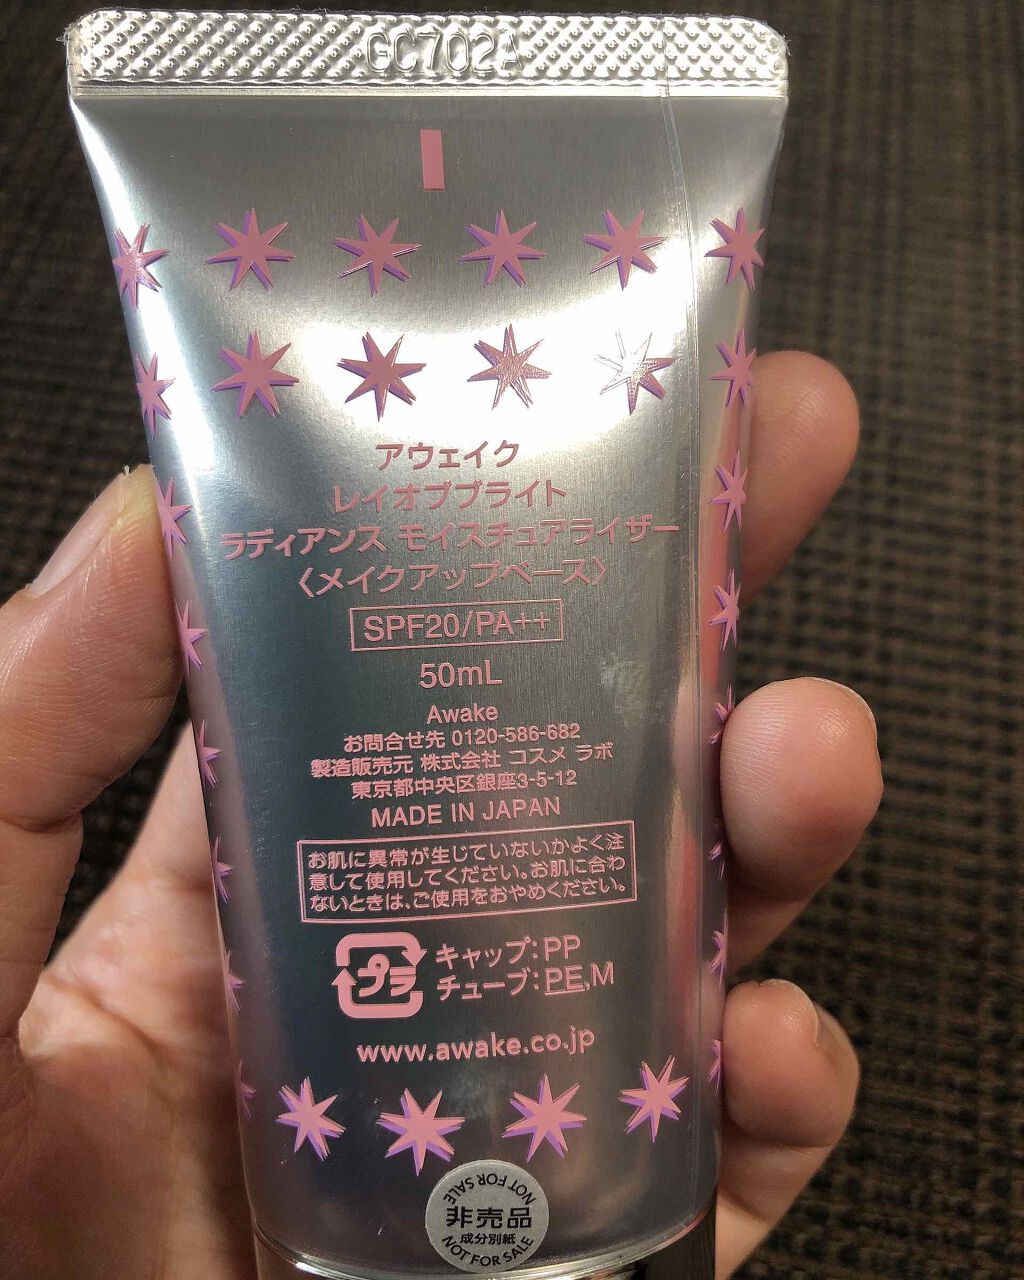 GC702A
アウェイク
レイオブブライト
ラディアンス モイスチュアライザー
〈メイクアップベース〉
SPF20/PA++
50mL
Awake
お問合せ先 0120-586-682
製造販売元 株式会社 コスメ ラボ
東京都中央区銀座3-5-12
MADE IN JAPAN
お肌に異常が生じていないかよく注
意して使用してください。お肌に合わ
ないときは、ご使用をおやめください。
プラ
キャップ:PP
チューブ:PE,M
www.awake.co.jp
NOT FOR SALE
非売品
成分別紙
NOT FOR SALE